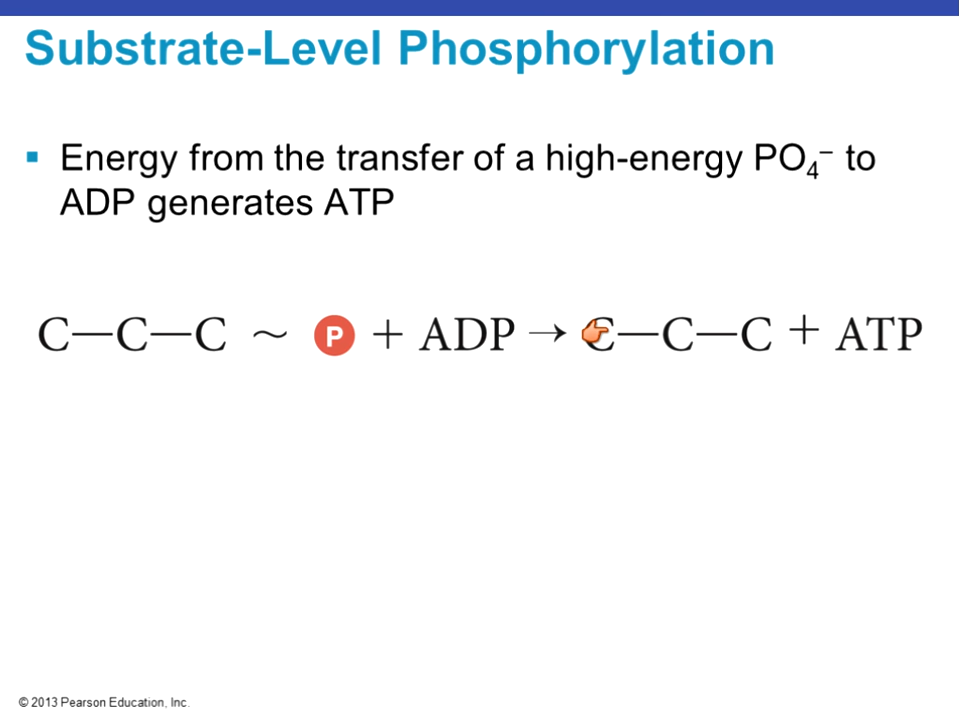 Substrate-Level Phosphorylation
▪ Energy from the transfer of a high-energy PO₄⁻ to
ADP generates ATP
C—C—C ~ P + ADP → C—C—C + ATP
© 2013 Pearson Education, Inc.